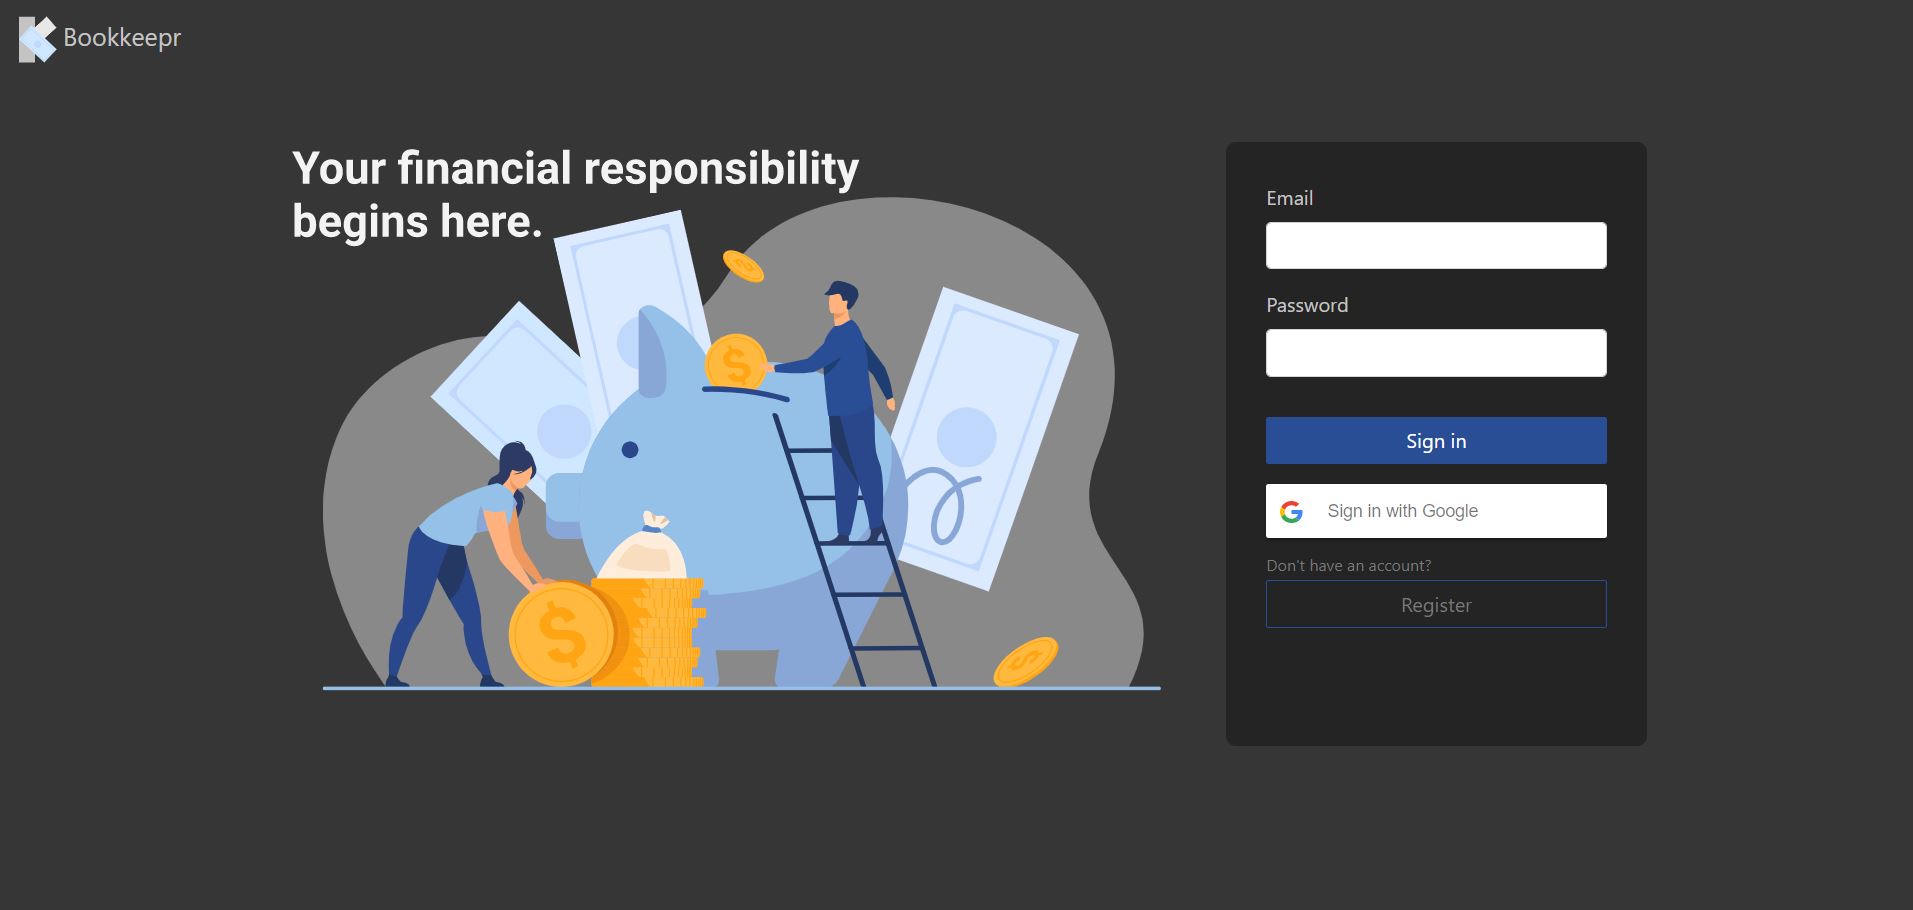 Bookkeepr
Your financial responsibility
begins here.
Email
Password
Sign in
Sign in with Google
Don't have an account?
Register